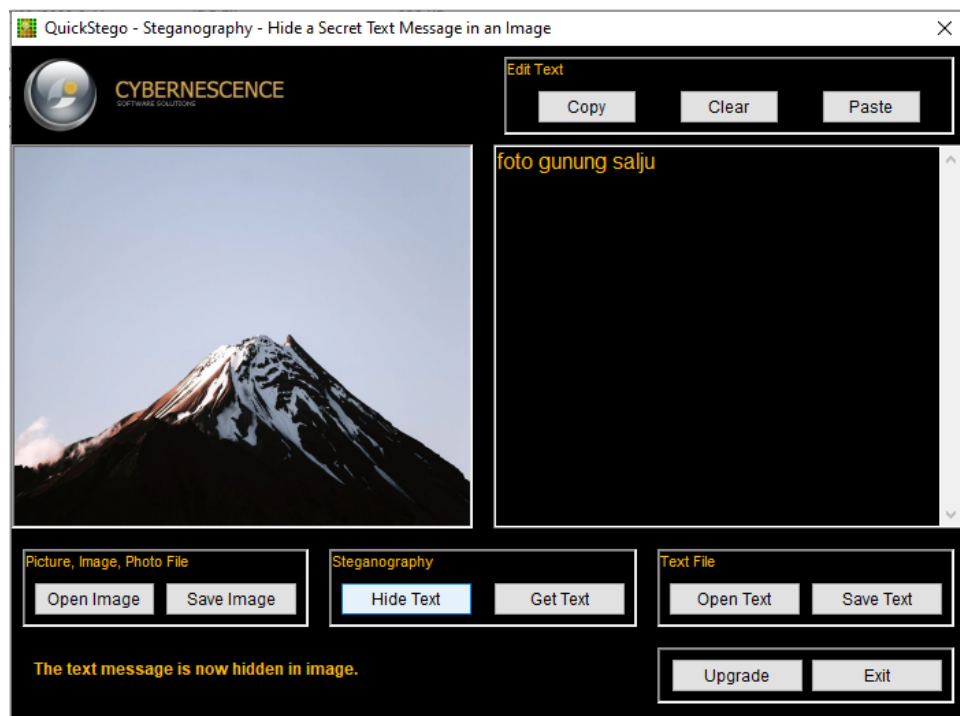 QuickStego - Steganography - Hide a Secret Text Message in an Image
CYBERNESCENCE
SOFTWARE SOLUTIONS
Edit Text
Copy Clear Paste
foto gunung salju
Picture, Image, Photo File
Open Image Save Image
Steganography
Hide Text Get Text
Text File
Open Text Save Text
The text message is now hidden in image.
Upgrade Exit